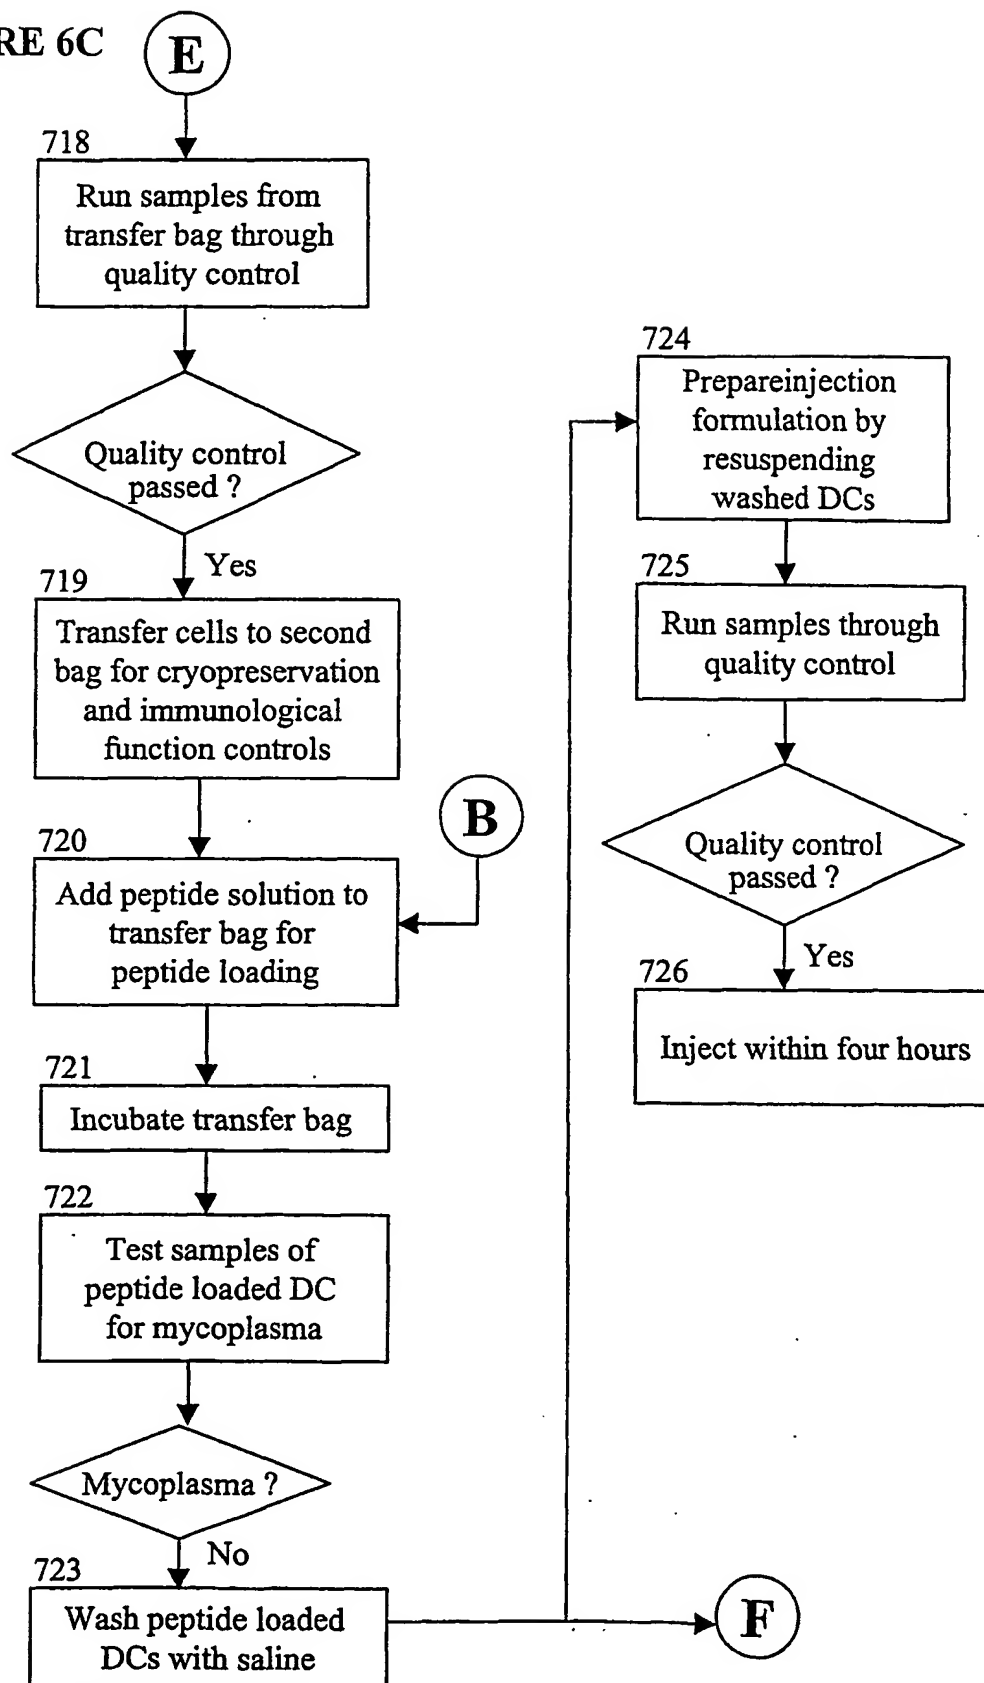 RE 6C
E
718
Run samples from
transfer bag through
quality control
Quality control
passed ?
Yes
719
Transfer cells to second
bag for cryopreservation
and immunological
function controls
B
720
Add peptide solution to
transfer bag for
peptide loading
721
Incubate transfer bag
722
Test samples of
peptide loaded DC
for mycoplasma
Mycoplasma ?
No
723
Wash peptide loaded
DCs with saline
F
724
Prepareinjection
formulation by
resuspending
washed DCs
725
Run samples through
quality control
Quality control
passed ?
Yes
726
Inject within four hours